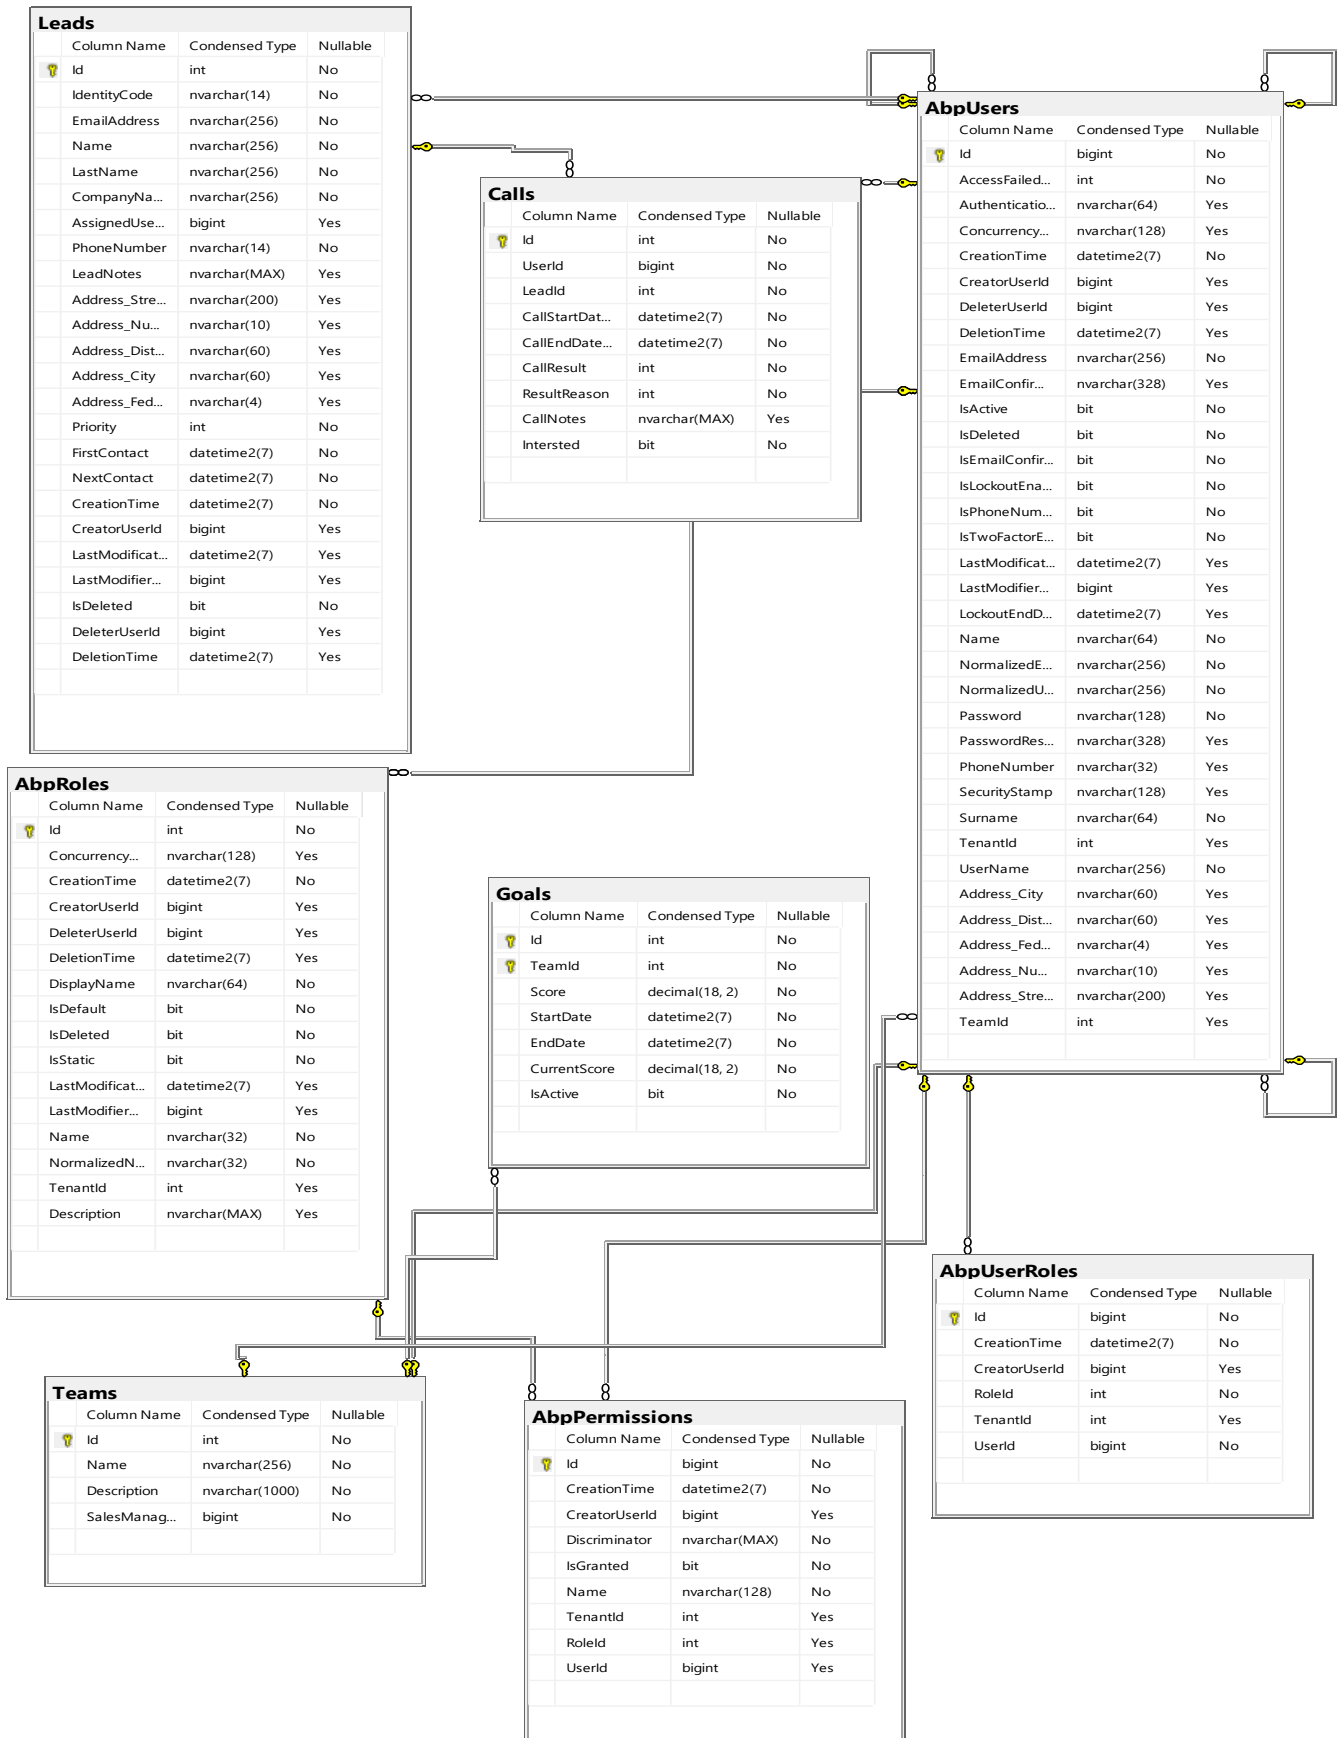 Leads
Column Name Condensed Type Nullable
Id int No
IdentityCode nvarchar(14) No
EmailAddress nvarchar(256) No
Name nvarchar(256) No
LastName nvarchar(256) No
CompanyNa... nvarchar(256) No
AssignedUse... bigint Yes
PhoneNumber nvarchar(14) No
LeadNotes nvarchar(MAX) Yes
Address_Stre... nvarchar(200) Yes
Address_Nu... nvarchar(10) Yes
Address_Dist... nvarchar(60) Yes
Address_City nvarchar(60) Yes
Address_Fed... nvarchar(4) Yes
Priority int No
FirstContact datetime2(7) No
NextContact datetime2(7) No
CreationTime datetime2(7) No
CreatorUserId bigint Yes
LastModificat... datetime2(7) Yes
LastModifier... bigint Yes
IsDeleted bit No
DeleterUserId bigint Yes
DeletionTime datetime2(7) Yes
Calls
Column Name Condensed Type Nullable
Id int No
UserId bigint No
LeadId int No
CallStartDat... datetime2(7) No
CallEndDate... datetime2(7) No
CallResult int No
ResultReason int No
CallNotes nvarchar(MAX) Yes
Intersted bit No
AbpUsers
Column Name Condensed Type Nullable
Id bigint No
AccessFailed... int No
Authenticatio... nvarchar(64) Yes
Concurrency... nvarchar(128) Yes
CreationTime datetime2(7) No
CreatorUserId bigint Yes
DeleterUserId bigint Yes
DeletionTime datetime2(7) Yes
EmailAddress nvarchar(256) No
EmailConfir... nvarchar(328) Yes
IsActive bit No
IsDeleted bit No
IsEmailConfir... bit No
IsLockoutEna... bit No
IsPhoneNum... bit No
IsTwoFactorE... bit No
LastModificat... datetime2(7) Yes
LastModifier... bigint Yes
LockoutEndD... datetime2(7) Yes
Name nvarchar(64) No
NormalizedE... nvarchar(256) No
NormalizedU... nvarchar(256) No
Password nvarchar(128) No
PasswordRes... nvarchar(328) Yes
PhoneNumber nvarchar(32) Yes
SecurityStamp nvarchar(128) Yes
Surname nvarchar(64) No
TenantId int Yes
UserName nvarchar(256) No
Address_City nvarchar(60) Yes
Address_Dist... nvarchar(60) Yes
Address_Fed... nvarchar(4) Yes
Address_Nu... nvarchar(10) Yes
Address_Stre... nvarchar(200) Yes
TeamId int Yes
AbpRoles
Column Name Condensed Type Nullable
Id int No
Concurrency... nvarchar(128) Yes
CreationTime datetime2(7) No
CreatorUserId bigint Yes
DeleterUserId bigint Yes
DeletionTime datetime2(7) Yes
DisplayName nvarchar(64) No
IsDefault bit No
IsDeleted bit No
IsStatic bit No
LastModificat... datetime2(7) Yes
LastModifier... bigint Yes
Name nvarchar(32) No
NormalizedN... nvarchar(32) No
TenantId int Yes
Description nvarchar(MAX) Yes
Goals
Column Name Condensed Type Nullable
Id int No
TeamId int No
Score decimal(18, 2) No
StartDate datetime2(7) No
EndDate datetime2(7) No
CurrentScore decimal(18, 2) No
IsActive bit No
AbpUserRoles
Column Name Condensed Type Nullable
Id bigint No
CreationTime datetime2(7) No
CreatorUserId bigint Yes
RoleId int No
TenantId int Yes
UserId bigint No
Teams
Column Name Condensed Type Nullable
Id int No
Name nvarchar(256) No
Description nvarchar(1000) No
SalesManag... bigint No
AbpPermissions
Column Name Condensed Type Nullable
Id bigint No
CreationTime datetime2(7) No
CreatorUserId bigint Yes
Discriminator nvarchar(MAX) No
IsGranted bit No
Name nvarchar(128) No
TenantId int Yes
RoleId int Yes
UserId bigint Yes